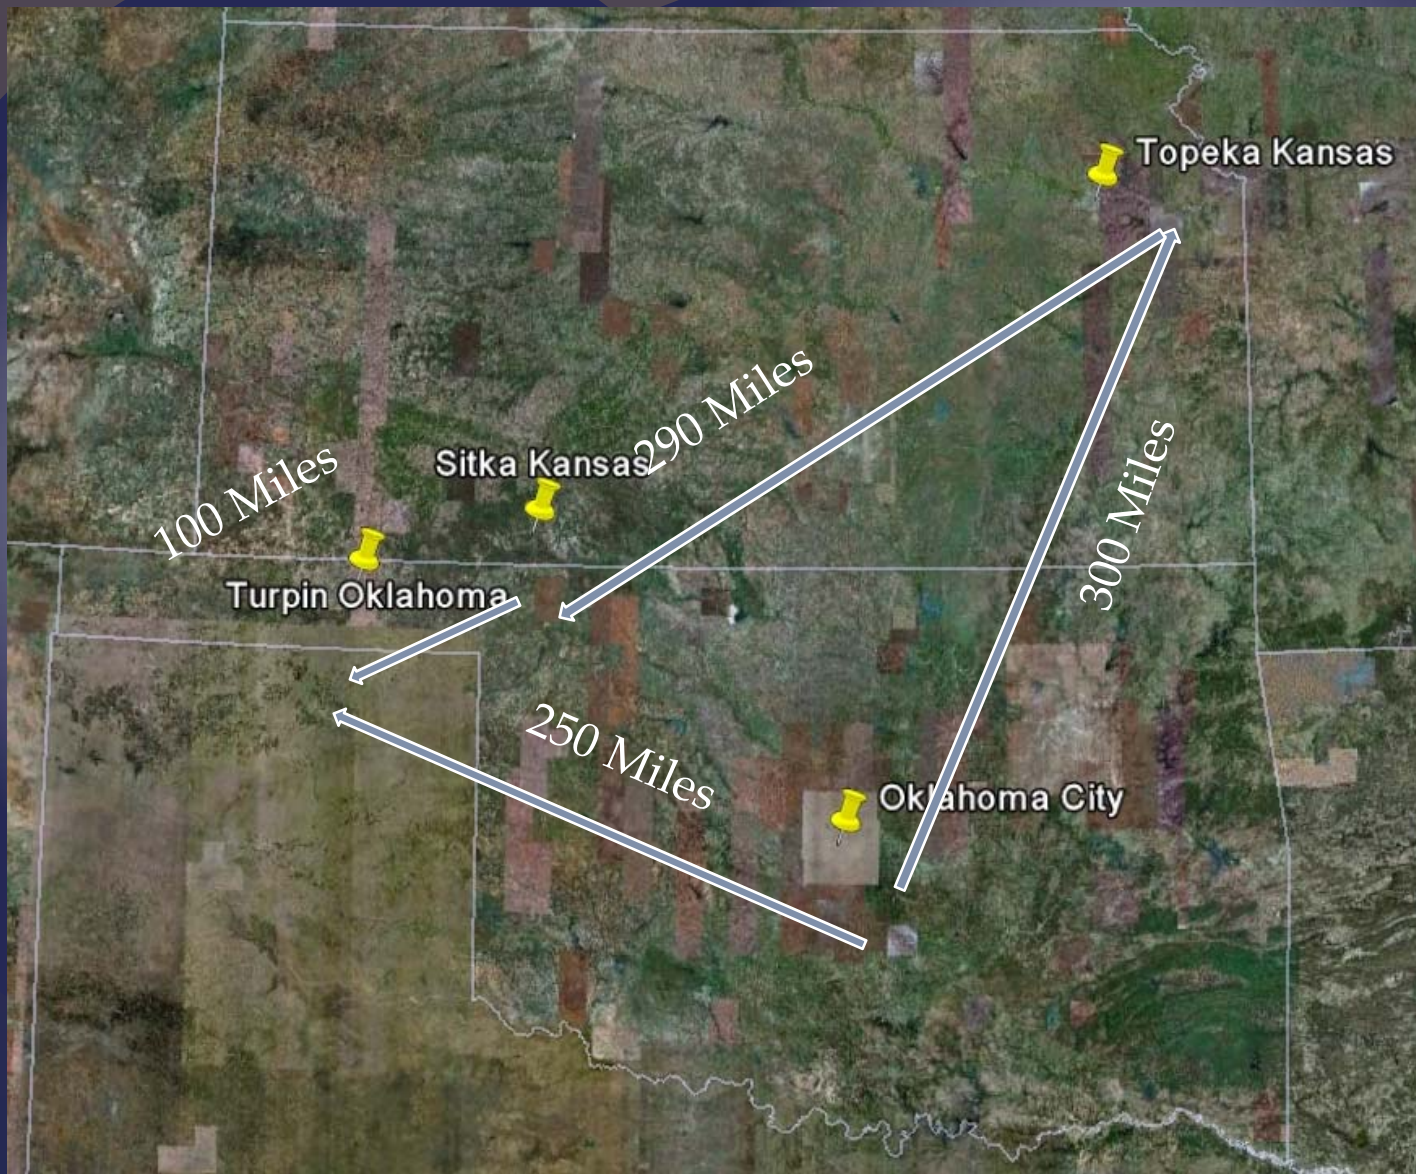 Topeka Kansas
290 Miles
Sitka Kansas
100 Miles
300 Miles
Turpin Oklahoma
250 Miles
Oklahoma City